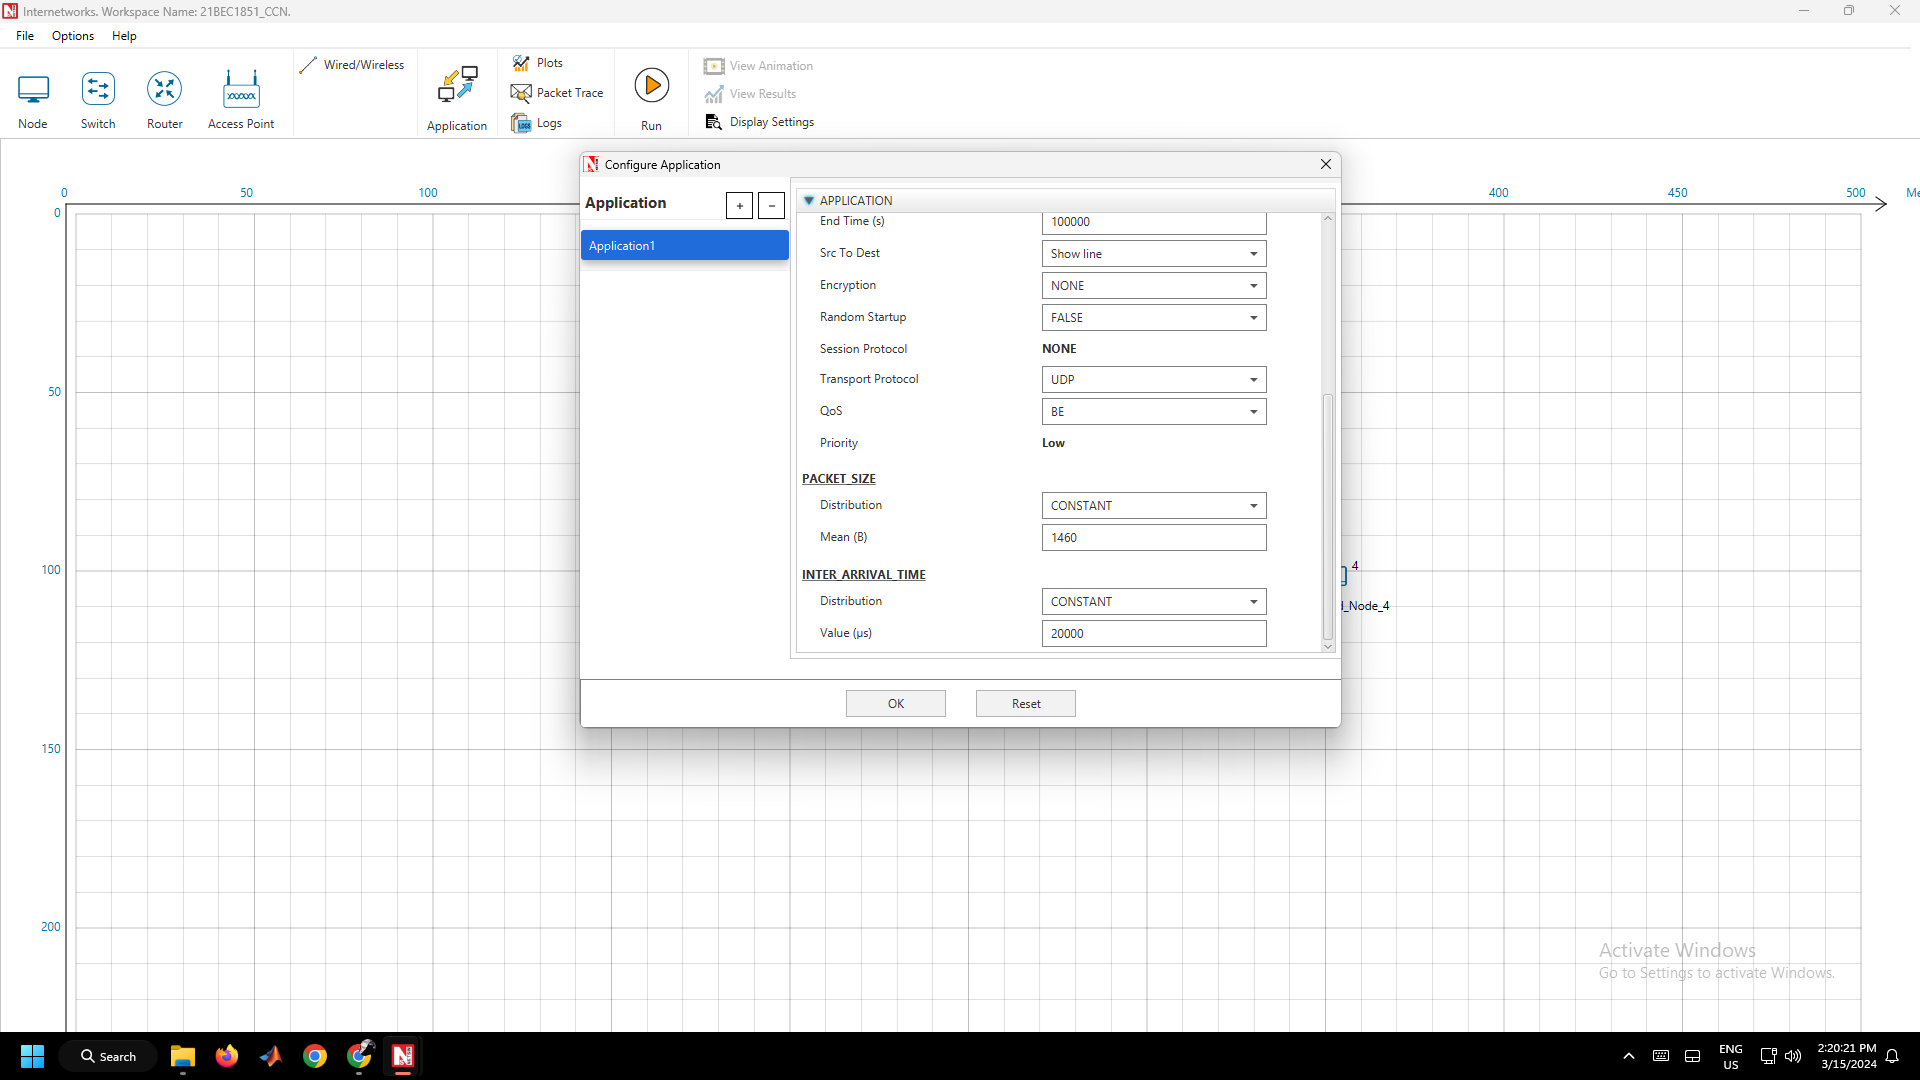 Internetworks. Workspace Name: 21BEC1851_CCN.
File Options Help
Node
Switch
Router
Access Point
Wired/Wireless
Application
Plots
Packet Trace
Logs
Run
View Animation
View Results
Display Settings
0 50 100 400 450 500 Me
0
50
100
150
200
Configure Application
Application + -
Application1
APPLICATION
End Time (s) 100000
Src To Dest Show line
Encryption NONE
Random Startup FALSE
Session Protocol NONE
Transport Protocol UDP
QoS BE
Priority Low
PACKET_SIZE
Distribution CONSTANT
Mean (B) 1460
INTER_ARRIVAL_TIME
Distribution CONSTANT
Value (µs) 20000
OK Reset
4
d_Node_4
Activate Windows
Go to Settings to activate Windows.
Search
ENG
US
2:20:21 PM
3/15/2024